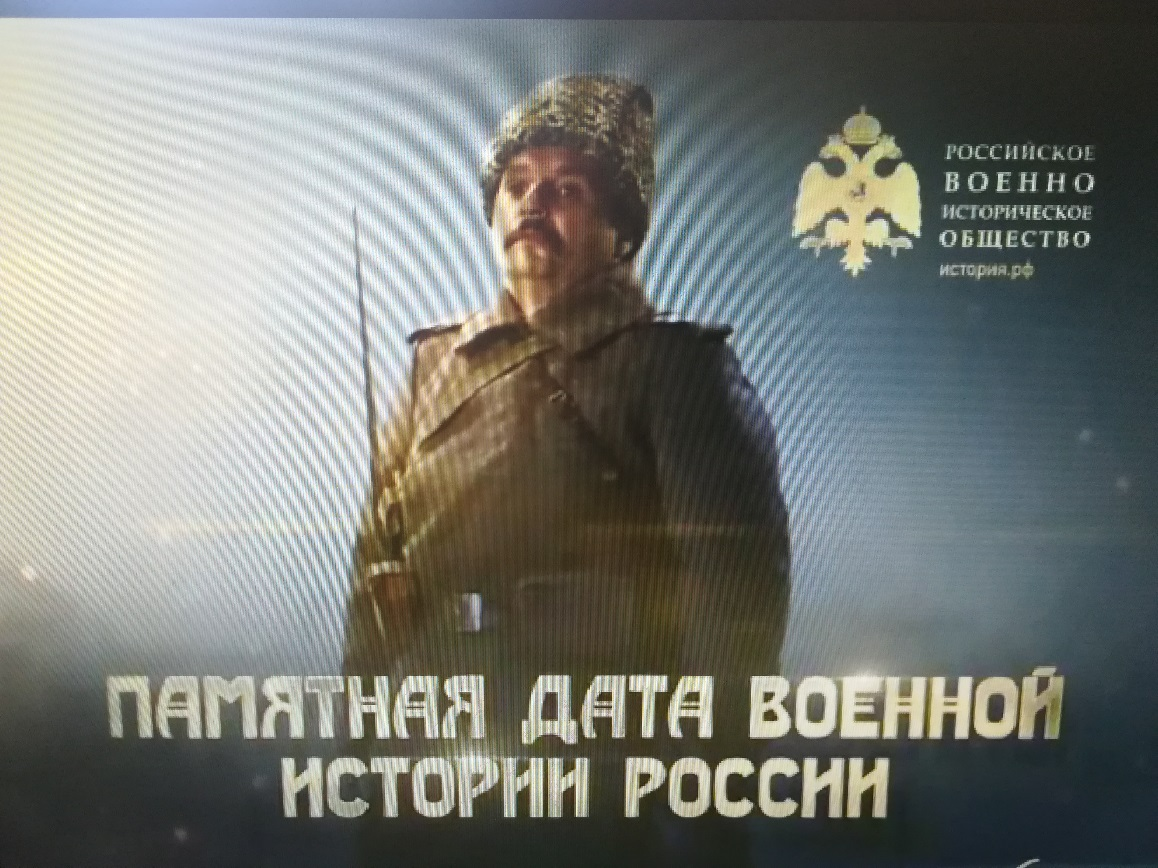 РОССИЙСКОЕ
ВОЕННО
ИСТОРИЧЕСКОЕ
ОБЩЕСТВО
история.рф
ПАМЯТНАЯ ДАТА ВОЕННОЙ
ИСТОРИИ РОССИИ